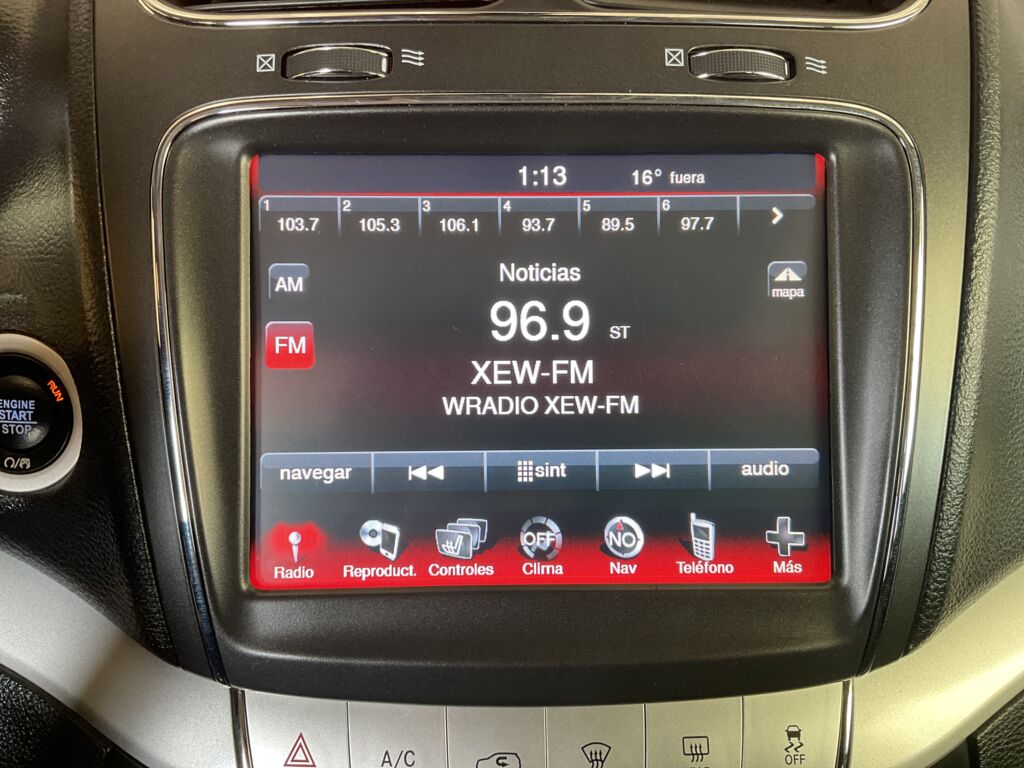 1:13 16° fuera
1 2 3 4 5 6
103.7 105.3 106.1 93.7 89.5 97.7
AM
Noticias
mapa
96.9 ST
FM
XEW-FM
WRADIO XEW-FM
navegar sint audio
OFF NO
Radio Reproduct. Controles Clima Nav Teléfono Más
RUN
ENGINE
START
STOP
A/C
OFF